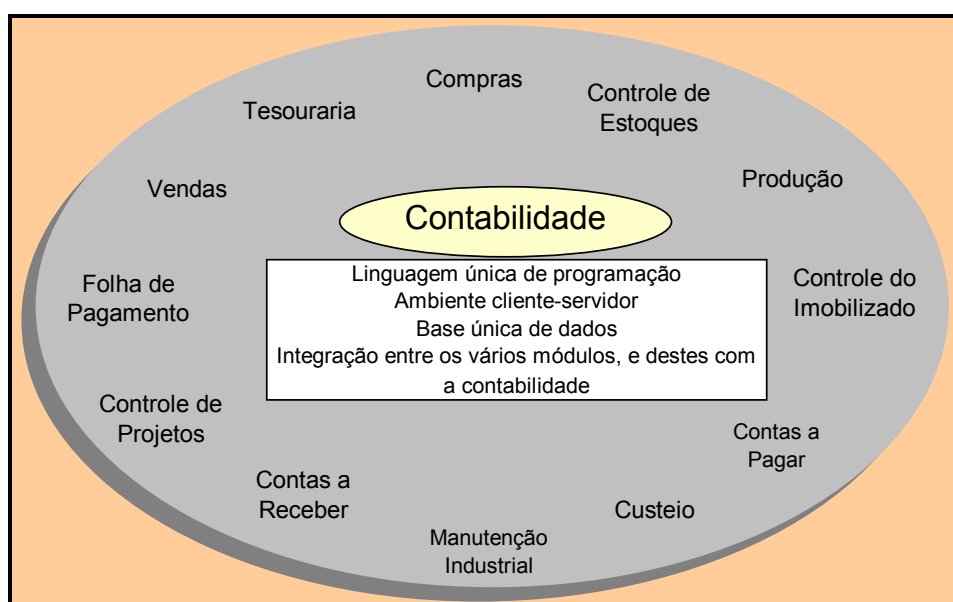 Compras
Tesouraria
Controle de
Estoques
Vendas
Produção
Contabilidade
Linguagem única de programação
Ambiente cliente-servidor
Base única de dados
Integração entre os vários módulos, e destes com
a contabilidade
Folha de
Pagamento
Controle do
Imobilizado
Controle de
Projetos
Contas a
Pagar
Contas a
Receber
Custeio
Manutenção
Industrial